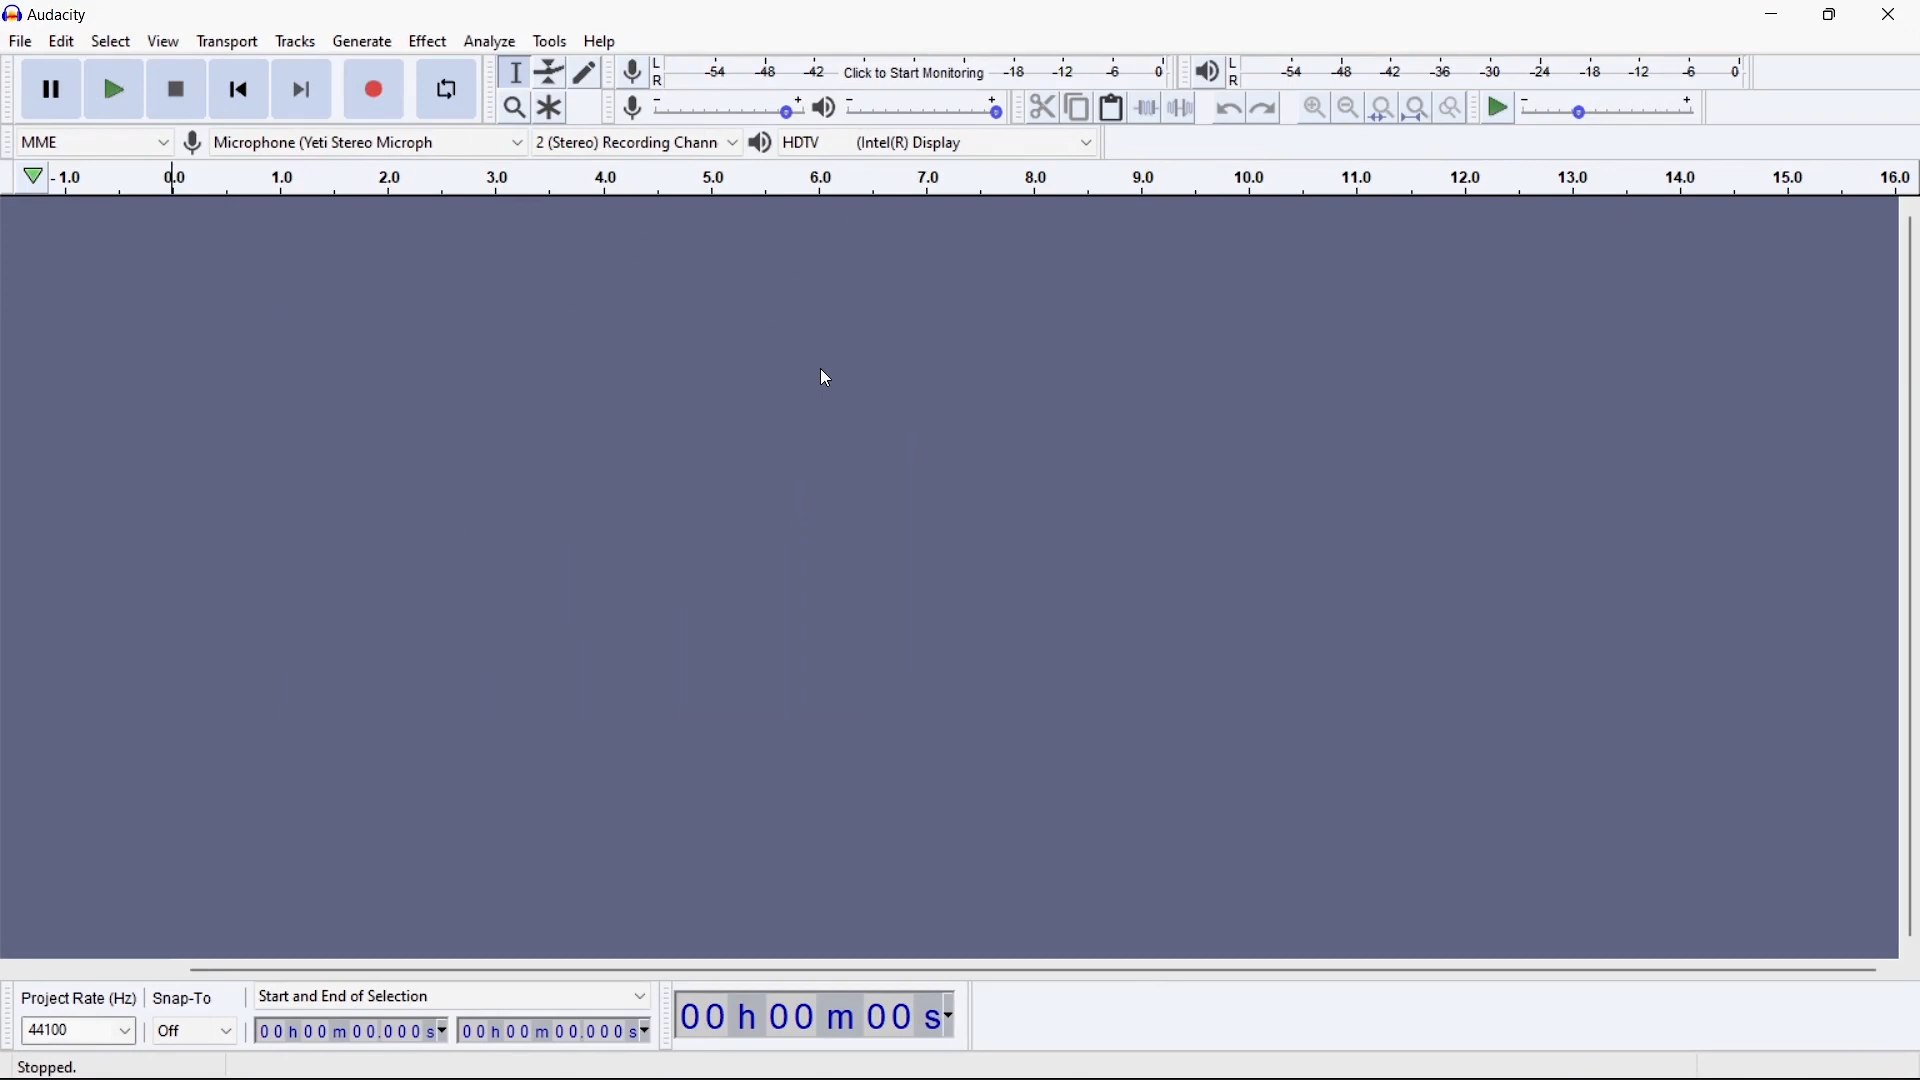 Audacity
File Edit Select View Transport Tracks Generate Effect Analyze Tools Help
L R -54 -48 -42 Click to Start Monitoring -18 -12 -6 0 L R -54 -48 -42 -36 -30 -24 -18 -12 -6 0
- + - + - +
MME Microphone (Yeti Stereo Microph 2 (Stereo) Recording Chann HDTV (Intel(R) Display
-1.0 0.0 1.0 2.0 3.0 4.0 5.0 6.0 7.0 8.0 9.0 10.0 11.0 12.0 13.0 14.0 15.0 16.0
Project Rate (Hz) Snap-To Start and End of Selection
44100 Off 00 h 00 m 00.000 s 00 h 00 m 00.000 s 00 h 00 m 00 s
Stopped.